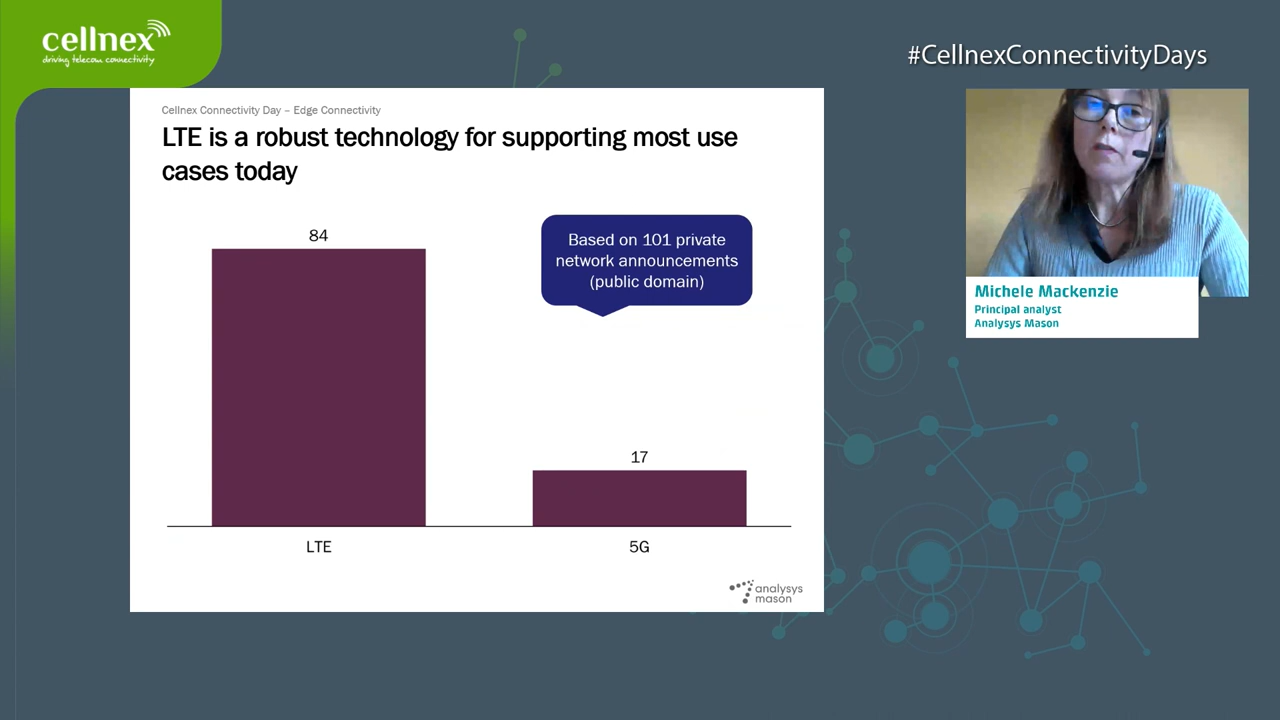 cellnex
driving telecom connectivity
#CellnexConnectivityDays
Cellnex Connectivity Day – Edge Connectivity
LTE is a robust technology for supporting most use
cases today
84
Based on 101 private
network announcements
(public domain)
17
LTE
5G
analysys
mason
Michele Mackenzie
Principal analyst
Analysys Mason